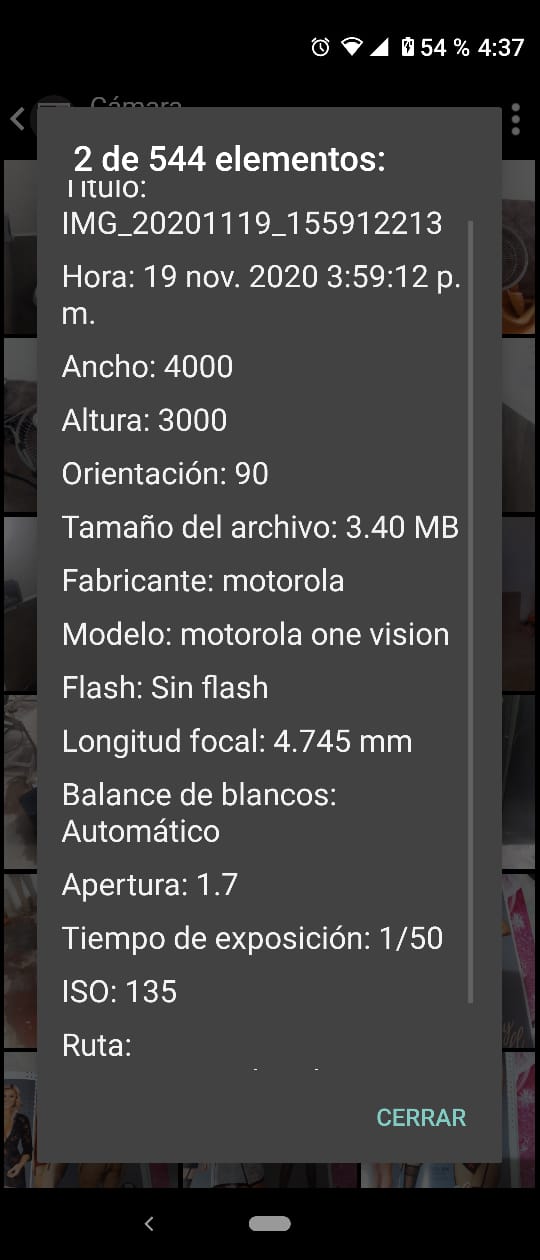 54 % 4:37
Cámara
2 de 544 elementos:
Título:
IMG_20201119_155912213
Hora: 19 nov. 2020 3:59:12 p.
m.
Ancho: 4000
Altura: 3000
Orientación: 90
Tamaño del archivo: 3.40 MB
Fabricante: motorola
Modelo: motorola one vision
Flash: Sin flash
Longitud focal: 4.745 mm
Balance de blancos:
Automático
Apertura: 1.7
Tiempo de exposición: 1/50
ISO: 135
Ruta:
CERRAR